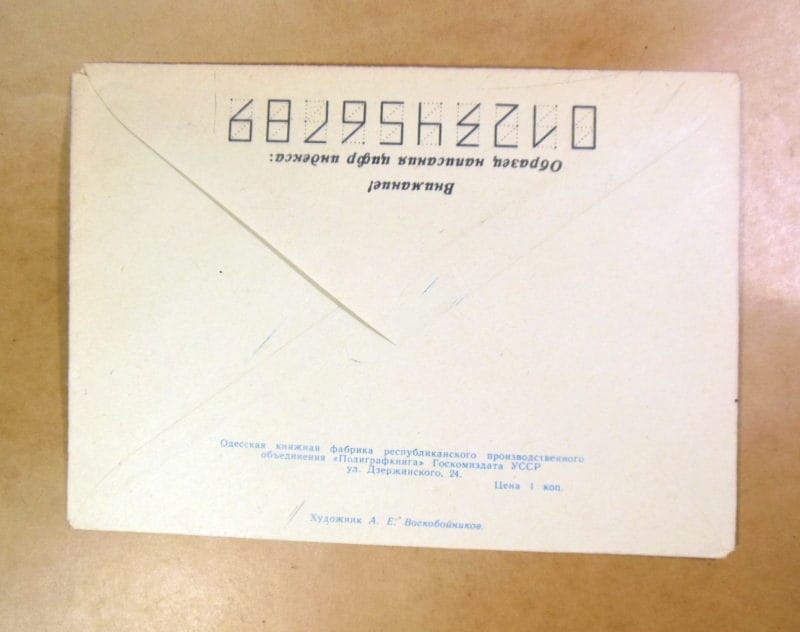 Внимание!
Образец написания цифр индекса:
0123456789
Одесская книжная фабрика республиканского производственного
объединения «Полиграфкнига» Госкомиздата УССР
ул. Дзержинского, 24.
Цена 1 коп.
Художник А. Е. Воскобойников.